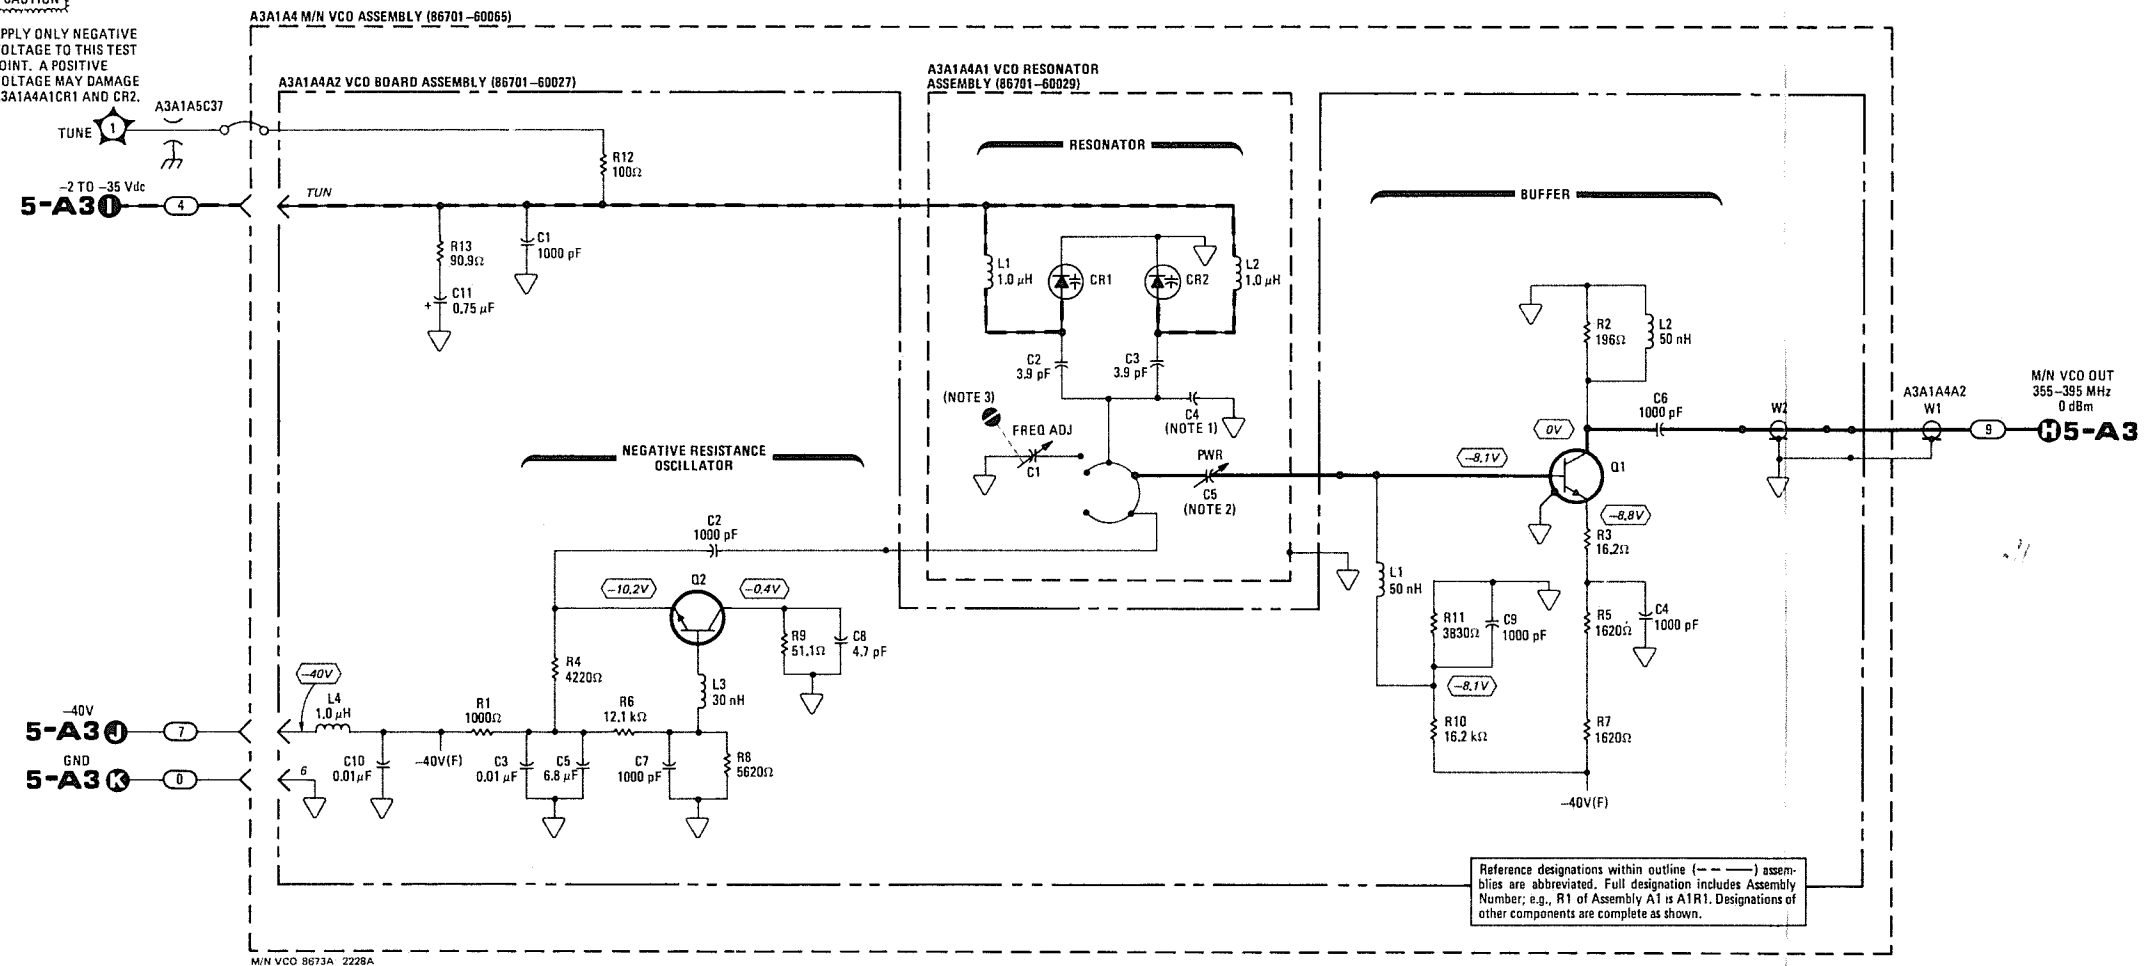 CAUTION
PPLY ONLY NEGATIVE
OLTAGE TO THIS TEST
OINT. A POSITIVE
OLTAGE MAY DAMAGE
3A1A4A1CR1 AND CR2.
A3A1A4 M/N VCO ASSEMBLY (86701-60065)
A3A1A4A2 VCO BOARD ASSEMBLY (86701-60027)
A3A1A4A1 VCO RESONATOR
ASSEMBLY (86701-60029)
A3A1A5C37
TUNE
1
-2 TO -35 Vdc
5-A3 I
4
TUN
R12
100Ω
R13
90.9Ω
C1
1000 pF
C11
+
0.75 µF
RESONATOR
L1
1.0 µH
CR1
CR2
L2
1.0 µH
C2
3.9 pF
C3
3.9 pF
C4
(NOTE 1)
(NOTE 3)
FREQ ADJ
C1
PWR
C5
(NOTE 2)
BUFFER
R2
196Ω
L2
50 nH
C6
1000 pF
0V
-8.1V
Q1
-8.8V
R3
16.2Ω
W2
A3A1A4A2
W1
9
M/N VCO OUT
355-395 MHz
0 dBm
H 5-A3
L1
50 nH
R11
3830Ω
C9
1000 pF
R5
1620Ω
C4
1000 pF
-8.1V
R10
16.2 kΩ
R7
1620Ω
-40V(F)
NEGATIVE RESISTANCE
OSCILLATOR
C2
1000 pF
Q2
-10.2V
-0.4V
R9
51.1Ω
C8
4.7 pF
R4
4220Ω
L3
30 nH
-40V
L4
1.0 µH
R1
1000Ω
R6
12.1 kΩ
-40V
5-A3 J
7
GND
5-A3 K
0
6
C10
0.01 µF
-40V(F)
C3
0.01 µF
C5
6.8 µF
C7
1000 pF
R8
5620Ω
Reference designations within outline (-- — ——) assem-
blies are abbreviated. Full designation includes Assembly
Number; e.g., R1 of Assembly A1 is A1R1. Designations of
other components are complete as shown.
M/N VCO 8673A 2228A